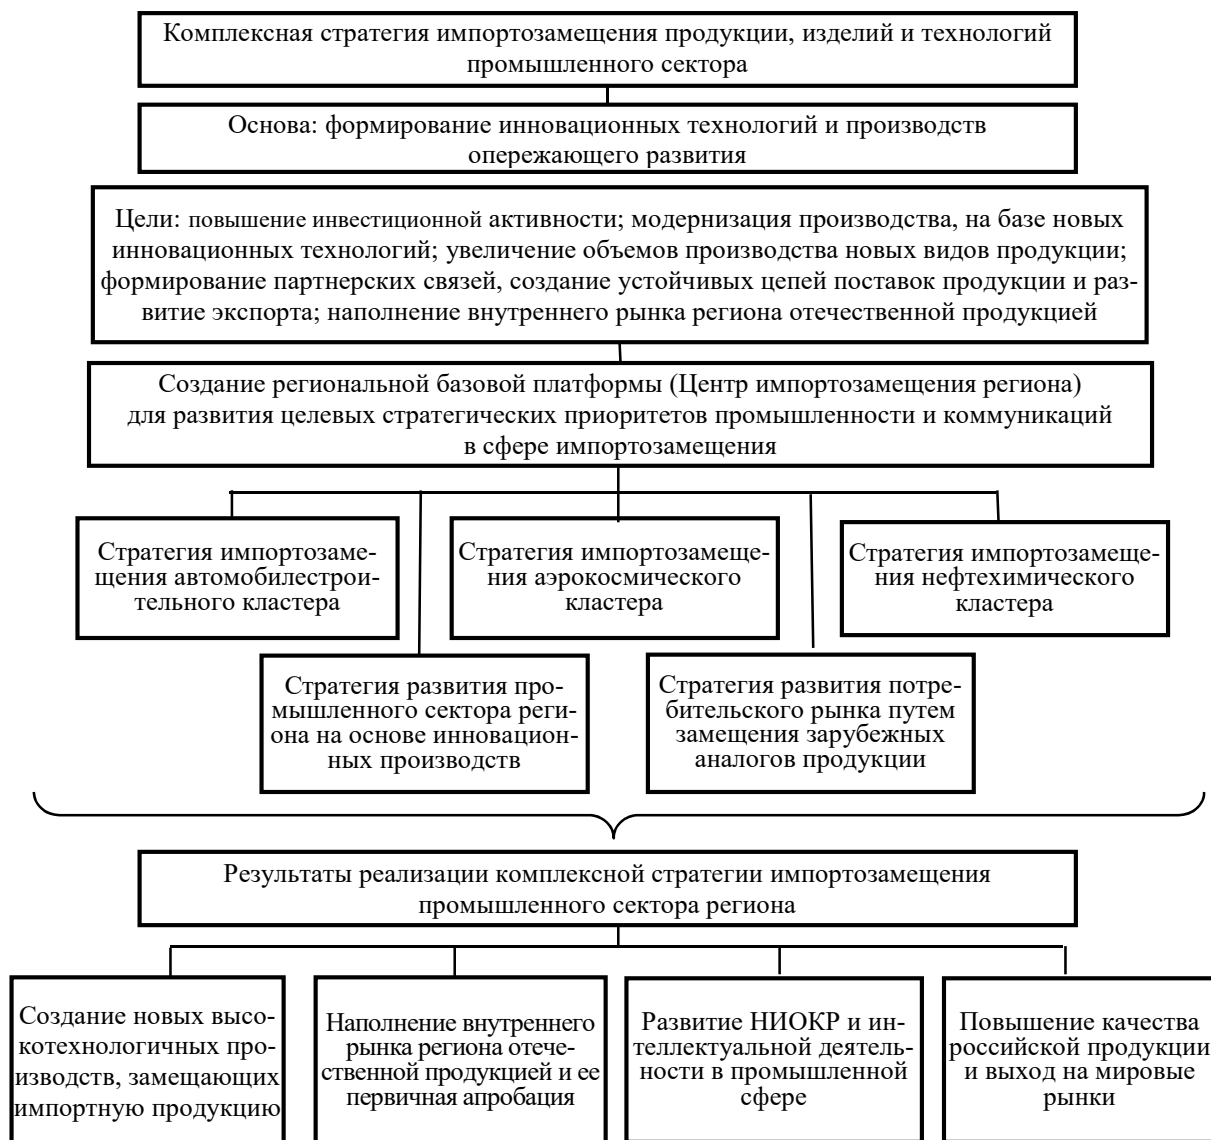 Комплексная стратегия импортозамещения продукции, изделий и технологий
промышленного сектора
Основа: формирование инновационных технологий и производств
опережающего развития
Цели: повышение инвестиционной активности; модернизация производства, на базе новых
инновационных технологий; увеличение объемов производства новых видов продукции;
формирование партнерских связей, создание устойчивых цепей поставок продукции и раз-
витие экспорта; наполнение внутреннего рынка региона отечественной продукцией
Создание региональной базовой платформы (Центр импортозамещения региона)
для развития целевых стратегических приоритетов промышленности и коммуникаций
в сфере импортозамещения
Стратегия импортозаме-
щения автомобилестрои-
тельного кластера
Стратегия импортозамеще-
ния аэрокосмического
кластера
Стратегия импортозамеще-
ния нефтехимического
кластера
Стратегия развития про-
мышленного сектора реги-
она на основе инновацион-
ных производств
Стратегия развития потре-
бительского рынка путем
замещения зарубежных
аналогов продукции
Результаты реализации комплексной стратегии импортозамещения
промышленного сектора региона
Создание новых высо-
котехнологичных про-
изводств, замещающих
импортную продукцию
Наполнение внутреннего
рынка региона отече-
ственной продукцией и ее
первичная апробация
Развитие НИОКР и ин-
теллектуальной деятель-
ности в промышленной
сфере
Повышение качества
российской продукции
и выход на мировые
рынки